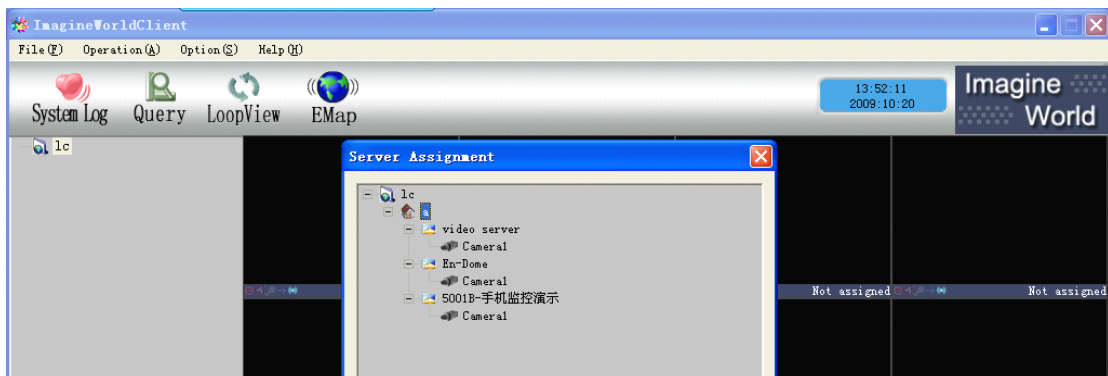 ImagineWorldClient
File(F) Operation(A) Option(S) Help(H)
System Log Query LoopView EMap
13:52:11
2009:10:20
Imagine
World
lc
Server Assignment
lc
video server
Camera1
En-Dome
Camera1
5001B-手机监控演示
Camera1
Not assigned Not assigned